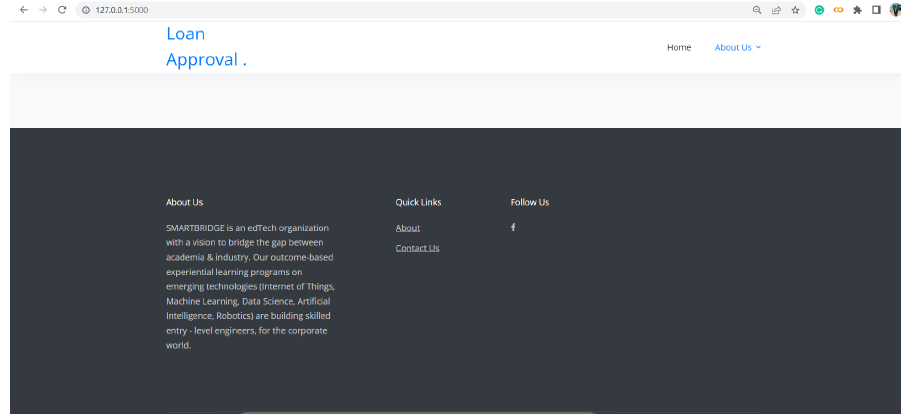 127.0.0.1:5000
Loan
Approval .
Home
About Us
About Us
SMARTBRIDGE is an edTech organization
with a vision to bridge the gap between
academia & industry. Our outcome-based
experiential learning programs on
emerging technologies (Internet of Things,
Machine Learning, Data Science, Artificial
Intelligence, Robotics) are building skilled
entry - level engineers, for the corporate
world.
Quick Links
About
Contact Us
Follow Us